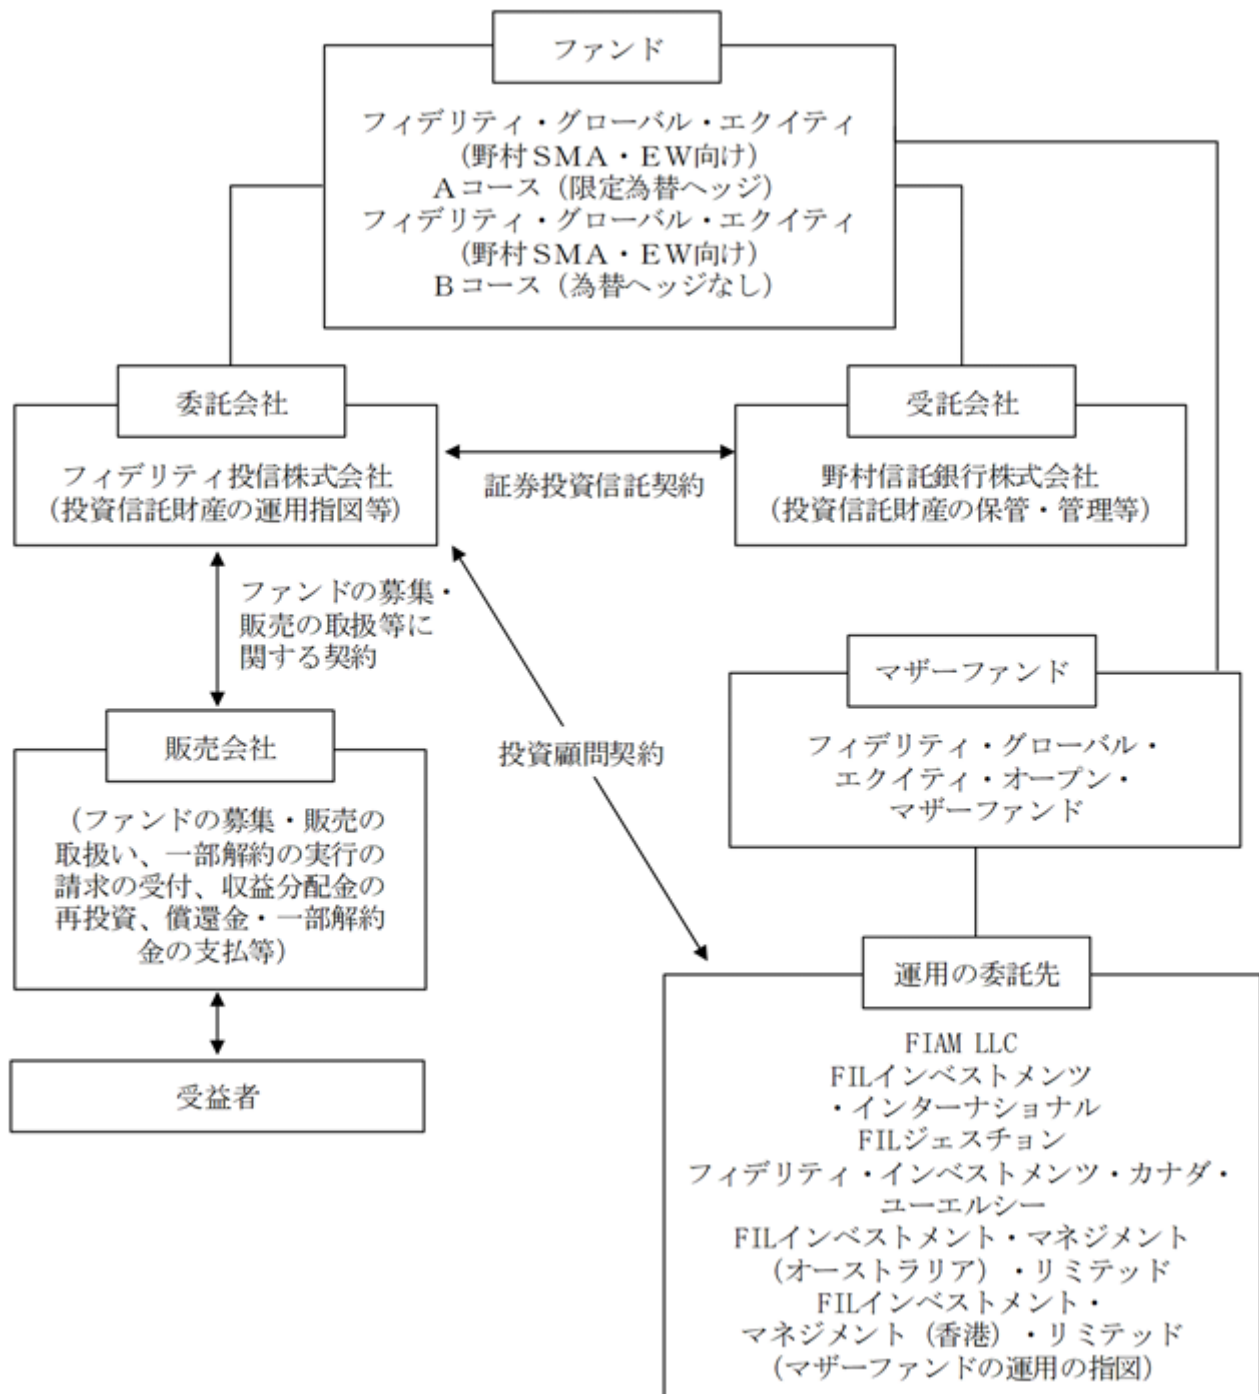 ファンド
フィデリティ・グローバル・エクイティ
(野村SMA・EW向け)
Aコース(限定為替ヘッジ)
フィデリティ・グローバル・エクイティ
(野村SMA・EW向け)
Bコース(為替ヘッジなし)
委託会社
フィデリティ投信株式会社
(投資信託財産の運用指図等)
証券投資信託契約
受託会社
野村信託銀行株式会社
(投資信託財産の保管・管理等)
ファンドの募集・
販売の取扱等に
関する契約
投資顧問契約
マザーファンド
フィデリティ・グローバル・
エクイティ・オープン・
マザーファンド
販売会社
(ファンドの募集・販売の
取扱い、一部解約の実行の
請求の受付、収益分配金の
再投資、償還金・一部解約
金の支払等)
受益者
運用の委託先
FIAM LLC
FILインベストメンツ
・インターナショナル
FILジェスチョン
フィデリティ・インベストメンツ・カナダ・
ユーエルシー
FILインベストメント・マネジメント
(オーストラリア)・リミテッド
FILインベストメント・
マネジメント(香港)・リミテッド
(マザーファンドの運用の指図)